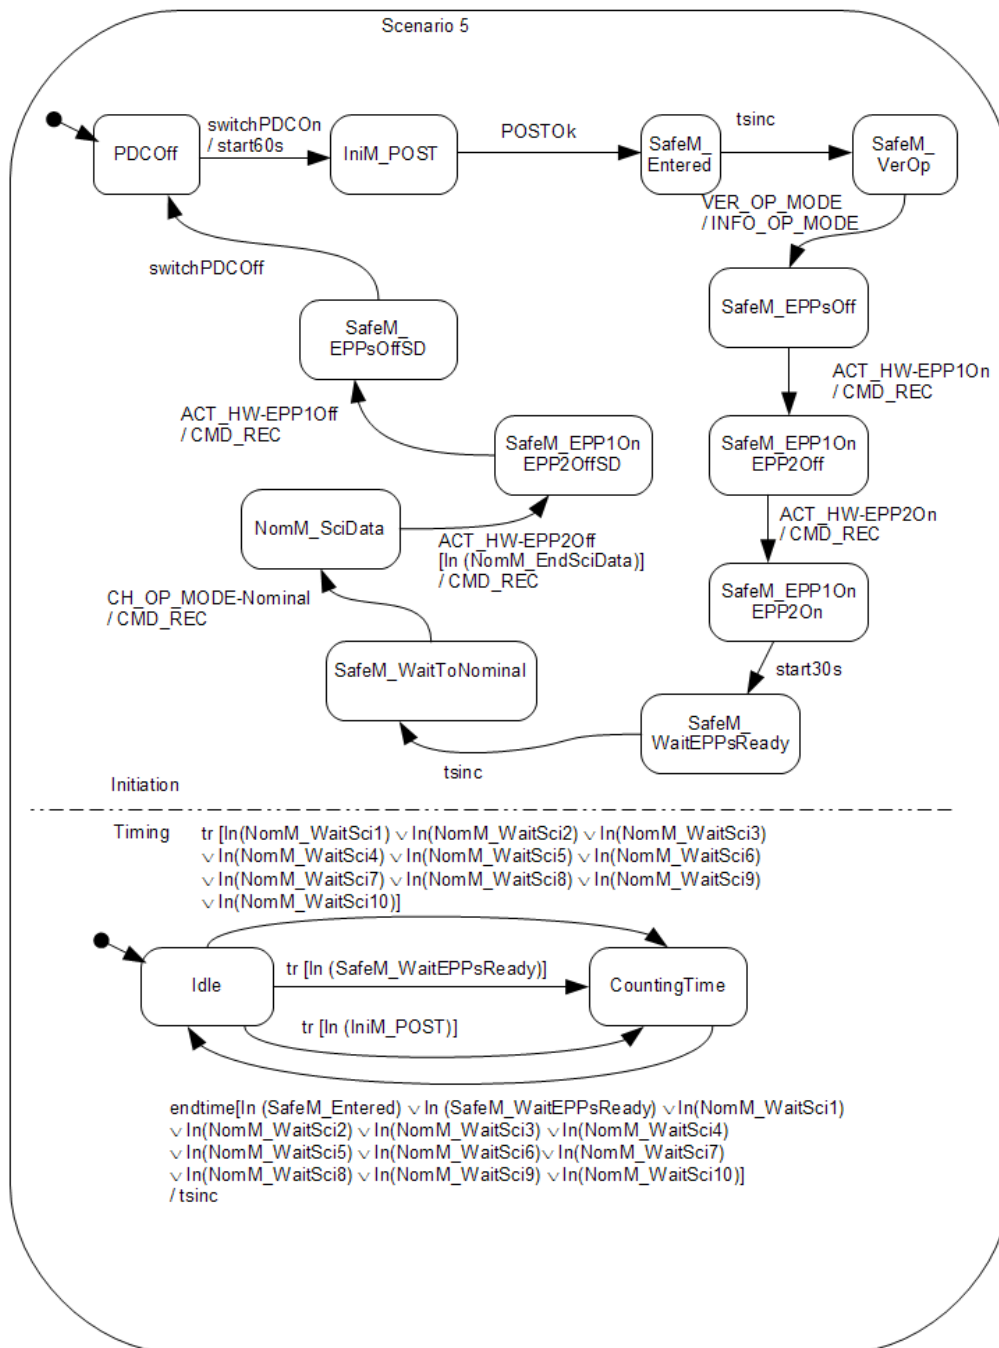 Scenario 5
switchPDCOn
/ start60s
PDCOff
IniM_POST
POSTOk
SafeM_
Entered
tsinc
SafeM_
VerOp
VER_OP_MODE
/ INFO_OP_MODE
switchPDCOff
SafeM_EPPsOff
SafeM_
EPPsOffSD
ACT_HW-EPP1On
/ CMD_REC
ACT_HW-EPP1Off
/ CMD_REC
SafeM_EPP1On
EPP2OffSD
SafeM_EPP1On
EPP2Off
NomM_SciData
ACT_HW-EPP2Off
[In (NomM_EndSciData)]
/ CMD_REC
ACT_HW-EPP2On
/ CMD_REC
CH_OP_MODE-Nominal
/ CMD_REC
SafeM_EPP1On
EPP2On
SafeM_WaitToNominal
start30s
SafeM_
WaitEPPsReady
tsinc
Initiation
Timing
tr [In(NomM_WaitSci1) ∨ In(NomM_WaitSci2) ∨ In(NomM_WaitSci3)
∨ In(NomM_WaitSci4) ∨ In(NomM_WaitSci5) ∨ In(NomM_WaitSci6)
∨ In(NomM_WaitSci7) ∨ In(NomM_WaitSci8) ∨ In(NomM_WaitSci9)
∨ In(NomM_WaitSci10)]
Idle
tr [In (SafeM_WaitEPPsReady)]
CountingTime
tr [In (IniM_POST)]
endtime[In (SafeM_Entered) ∨ In (SafeM_WaitEPPsReady) ∨ In(NomM_WaitSci1)
∨ In(NomM_WaitSci2) ∨ In(NomM_WaitSci3) ∨ In(NomM_WaitSci4)
∨ In(NomM_WaitSci5) ∨ In(NomM_WaitSci6) ∨ In(NomM_WaitSci7)
∨ In(NomM_WaitSci8) ∨ In(NomM_WaitSci9) ∨ In(NomM_WaitSci10)]
/ tsinc